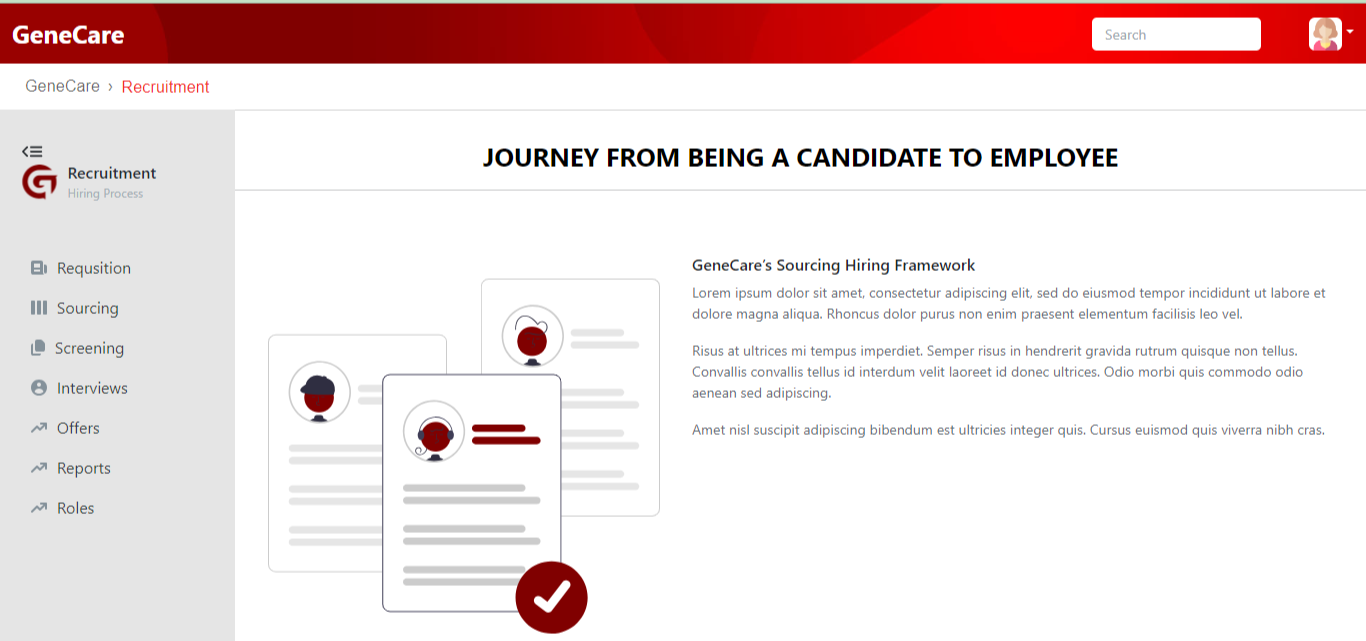 GeneCare
Search
GeneCare › Recruitment
JOURNEY FROM BEING A CANDIDATE TO EMPLOYEE
Recruitment
Hiring Process
Requsition
Sourcing
Screening
Interviews
Offers
Reports
Roles
GeneCare's Sourcing Hiring Framework
Lorem ipsum dolor sit amet, consectetur adipiscing elit, sed do eiusmod tempor incididunt ut labore et
dolore magna aliqua. Rhoncus dolor purus non enim praesent elementum facilisis leo vel.
Risus at ultrices mi tempus imperdiet. Semper risus in hendrerit gravida rutrum quisque non tellus.
Convallis convallis tellus id interdum velit laoreet id donec ultrices. Odio morbi quis commodo odio
aenean sed adipiscing.
Amet nisl suscipit adipiscing bibendum est ultricies integer quis. Cursus euismod quis viverra nibh cras.